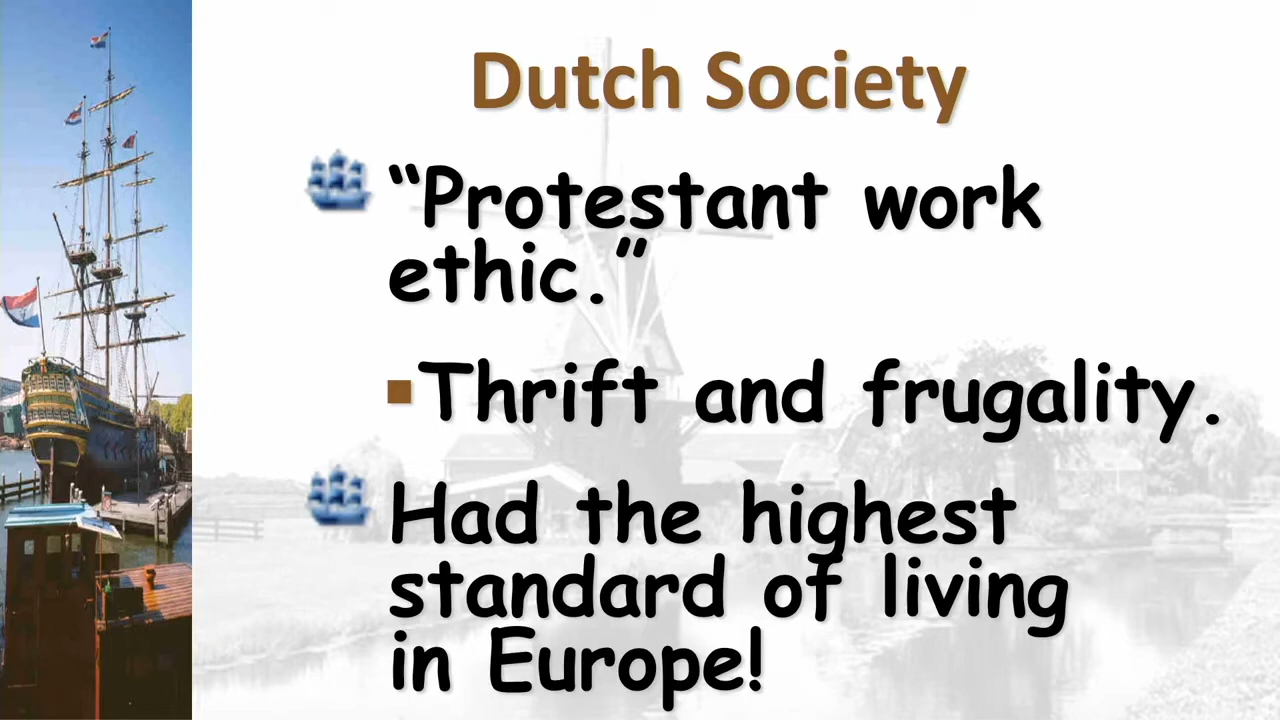 Dutch Society
“Protestant work
ethic.”
Thrift and frugality.
Had the highest
standard of living
in Europe!